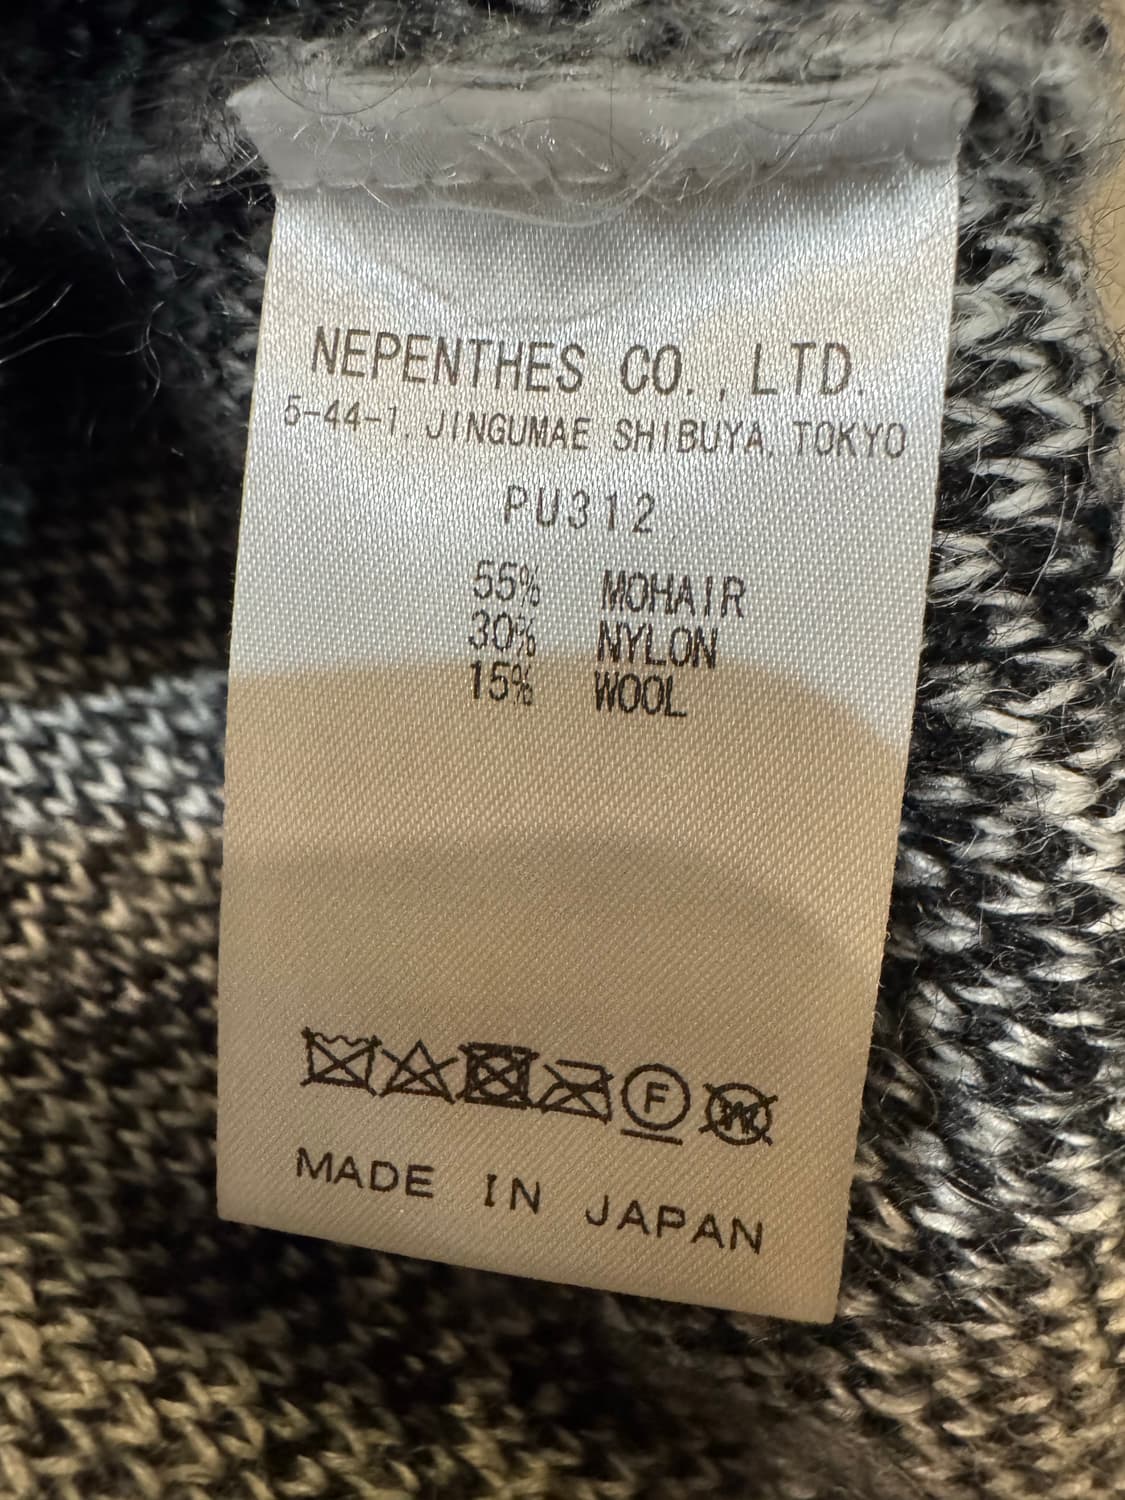 NEPENTHES CO.,LTD.
5-44-1, JINGUMAE SHIBUYA, TOKYO
PU312
55% MOHAIR
30% NYLON
15% WOOL
F W
MADE IN JAPAN